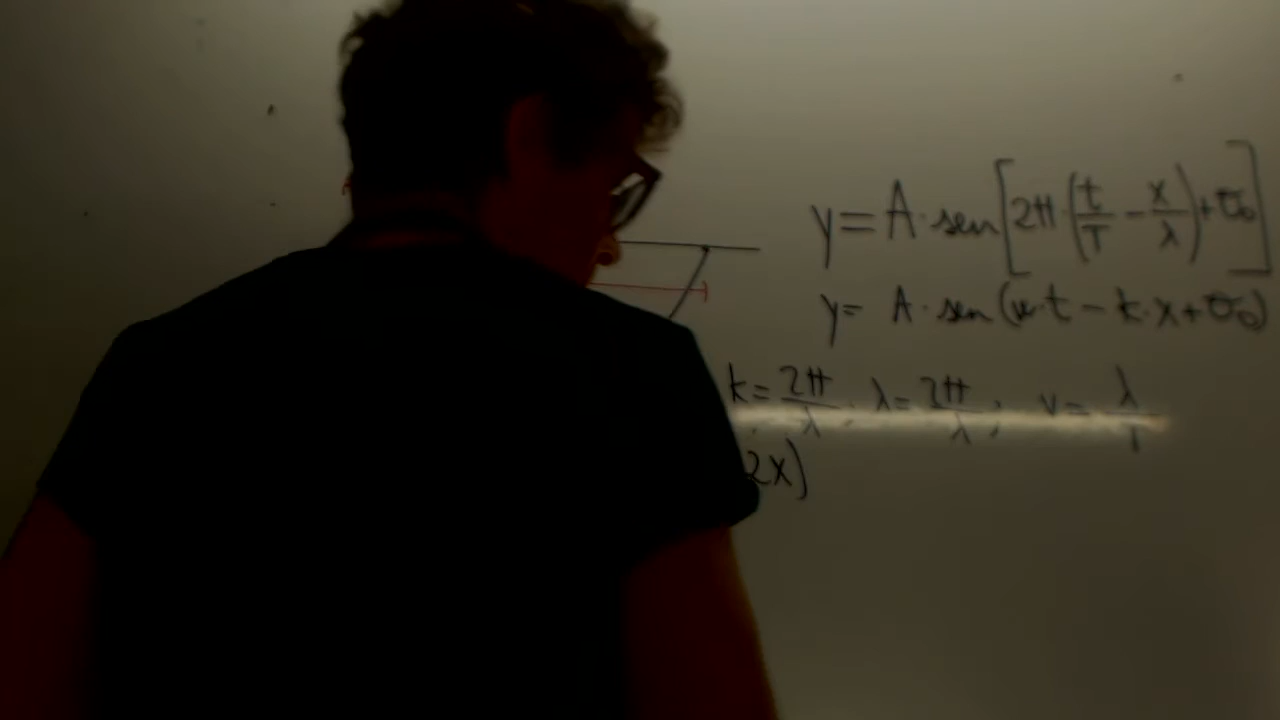 y = A · sen [2π · (t/T - x/λ) + φ₀]
y = A · sen (w · t - k · x + φ₀)
k = 2π/λ ; λ = 2π/λ ; v = λ/T
2x)